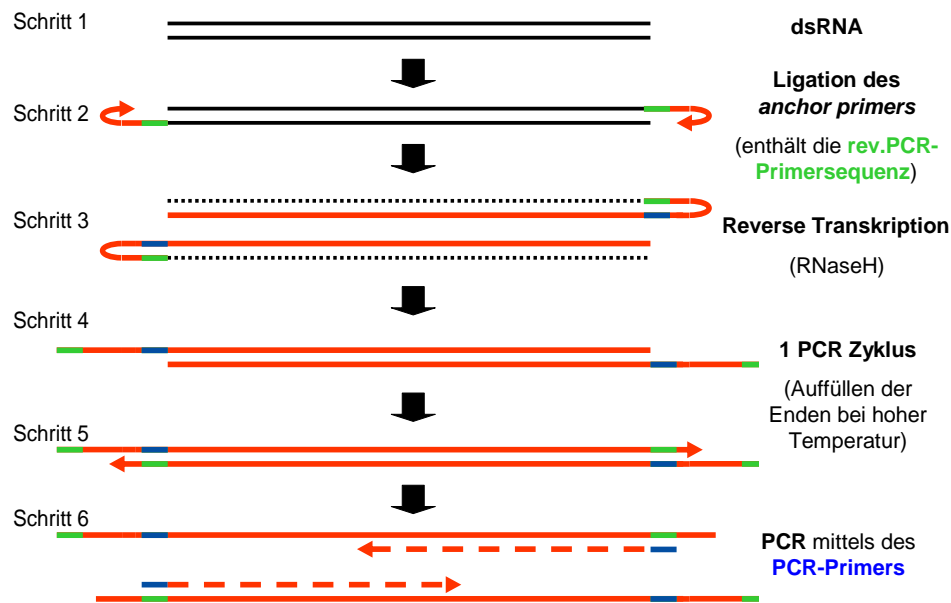 Schritt 1
dsRNA
Schritt 2
Ligation des
anchor primers
(enthält die rev.PCR-
Primersequenz)
Schritt 3
Reverse Transkription
(RNaseH)
Schritt 4
1 PCR Zyklus
(Auffüllen der
Enden bei hoher
Temperatur)
Schritt 5
Schritt 6
PCR mittels des
PCR-Primers